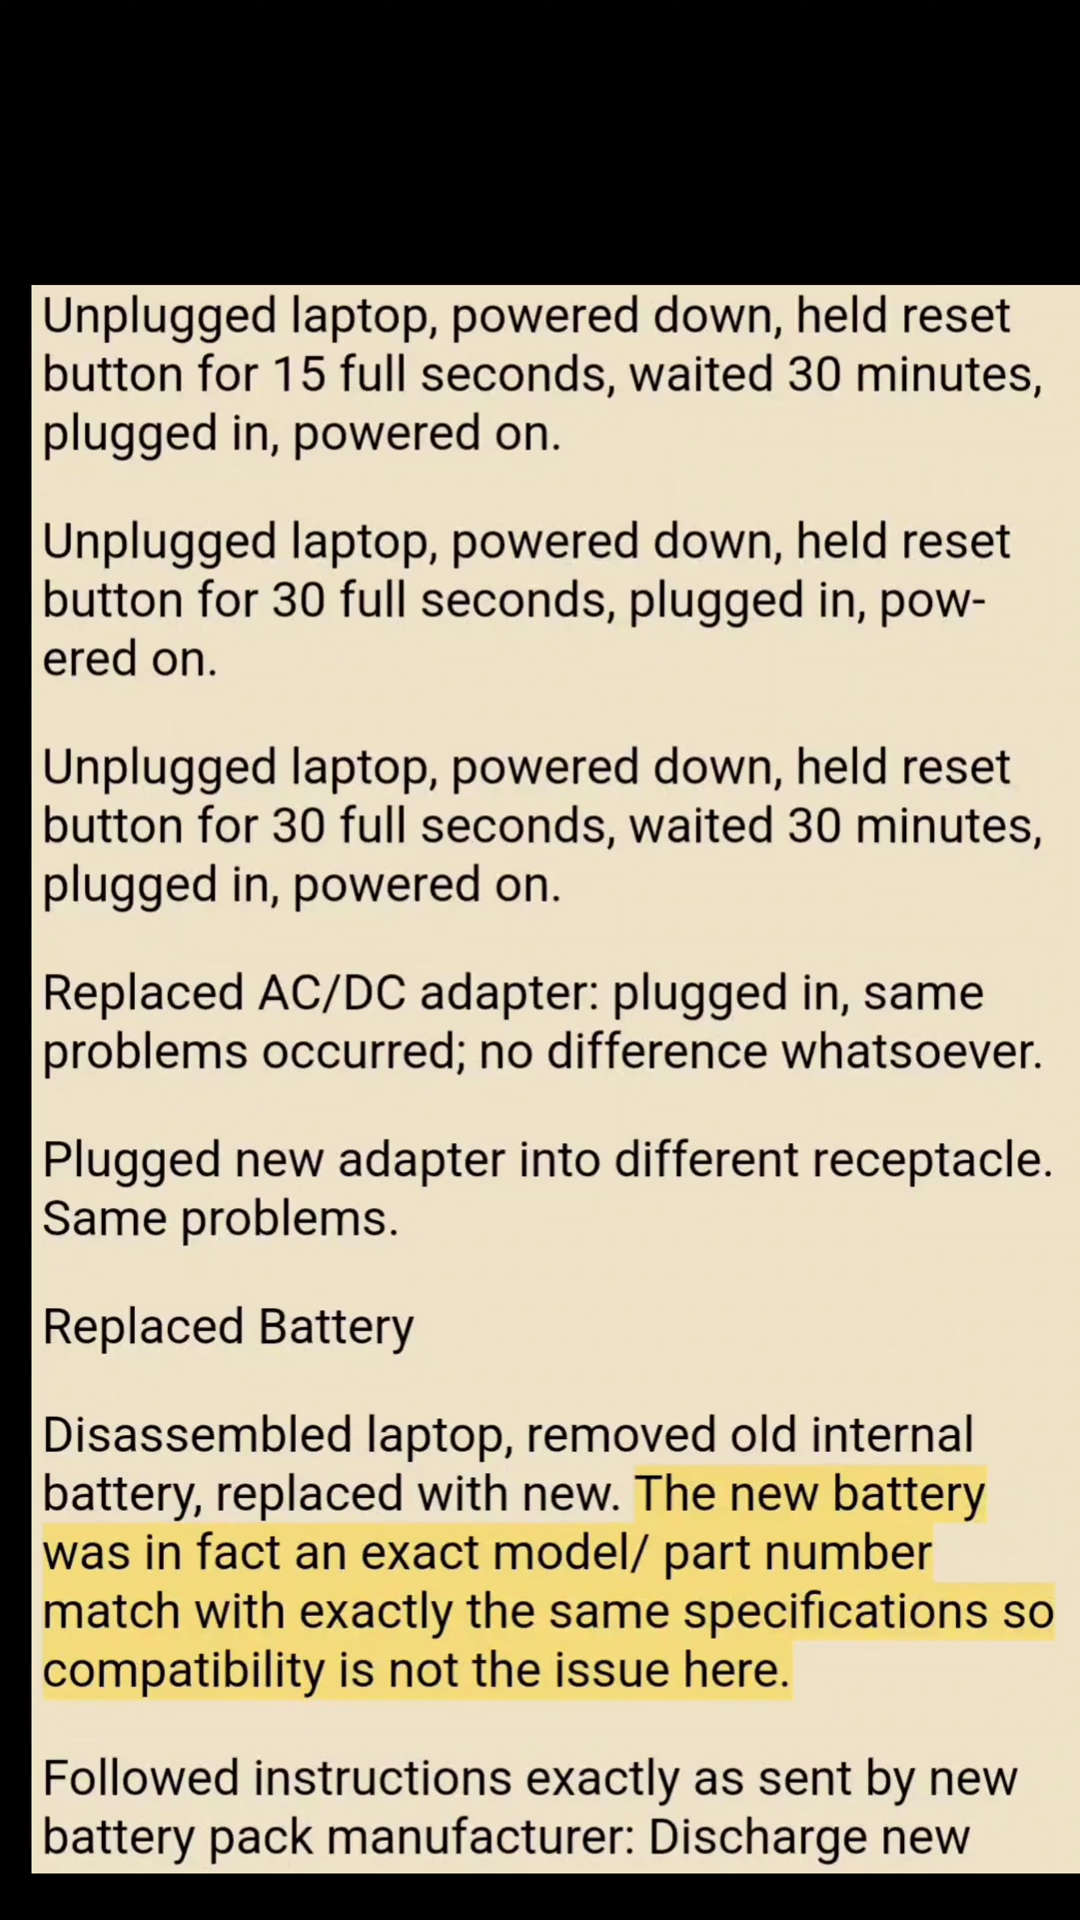 Unplugged laptop, powered down, held reset
button for 15 full seconds, waited 30 minutes,
plugged in, powered on.
Unplugged laptop, powered down, held reset
button for 30 full seconds, plugged in, pow-
ered on.
Unplugged laptop, powered down, held reset
button for 30 full seconds, waited 30 minutes,
plugged in, powered on.
Replaced AC/DC adapter: plugged in, same
problems occurred; no difference whatsoever.
Plugged new adapter into different receptacle.
Same problems.
Replaced Battery
Disassembled laptop, removed old internal
battery, replaced with new. The new battery
was in fact an exact model/ part number
match with exactly the same specifications so
compatibility is not the issue here.
Followed instructions exactly as sent by new
battery pack manufacturer: Discharge new